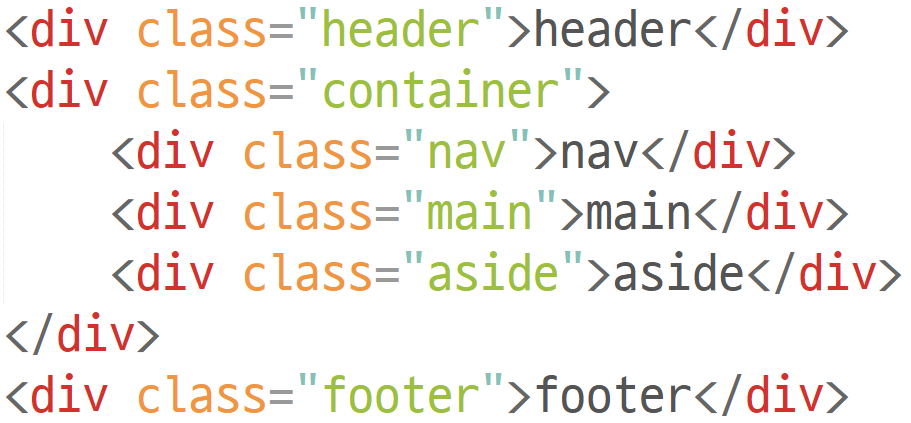 <div class="header">header</div>
<div class="container">
    <div class="nav">nav</div>
    <div class="main">main</div>
    <div class="aside">aside</div>
</div>
<div class="footer">footer</div>